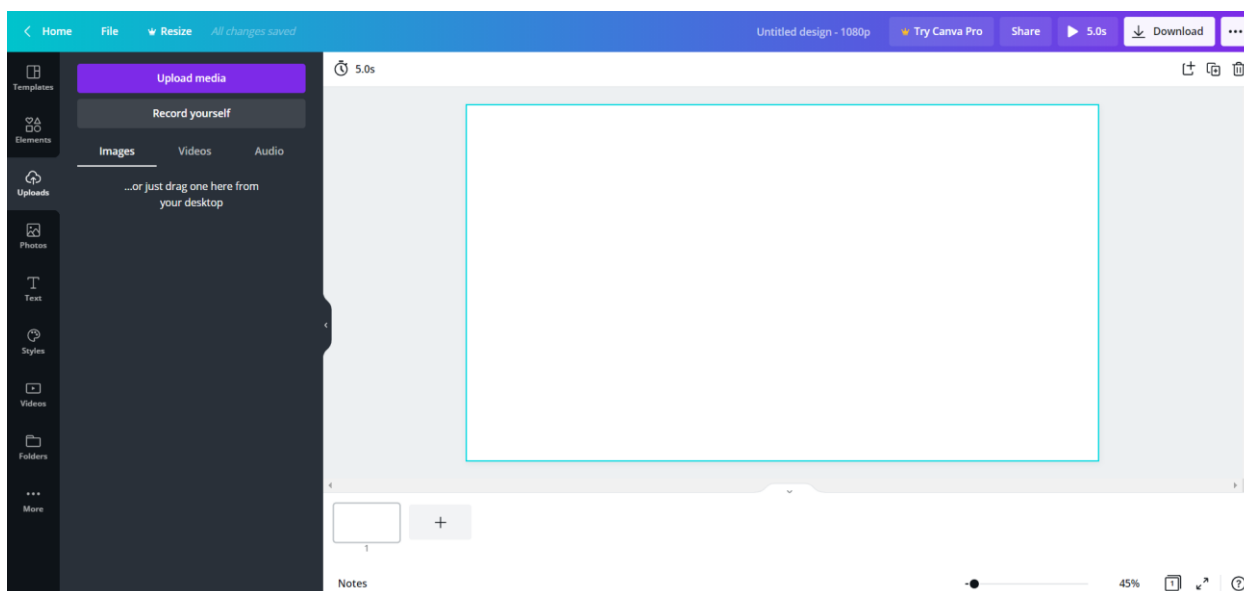 Home File Resize All changes saved Untitled design - 1080p Try Canva Pro Share 5.0s Download
Templates
Elements
Uploads
Photos
Text
Styles
Videos
Folders
More
Upload media
Record yourself
Images Videos Audio
...or just drag one here from
your desktop
5.0s
1
Notes
45% 1